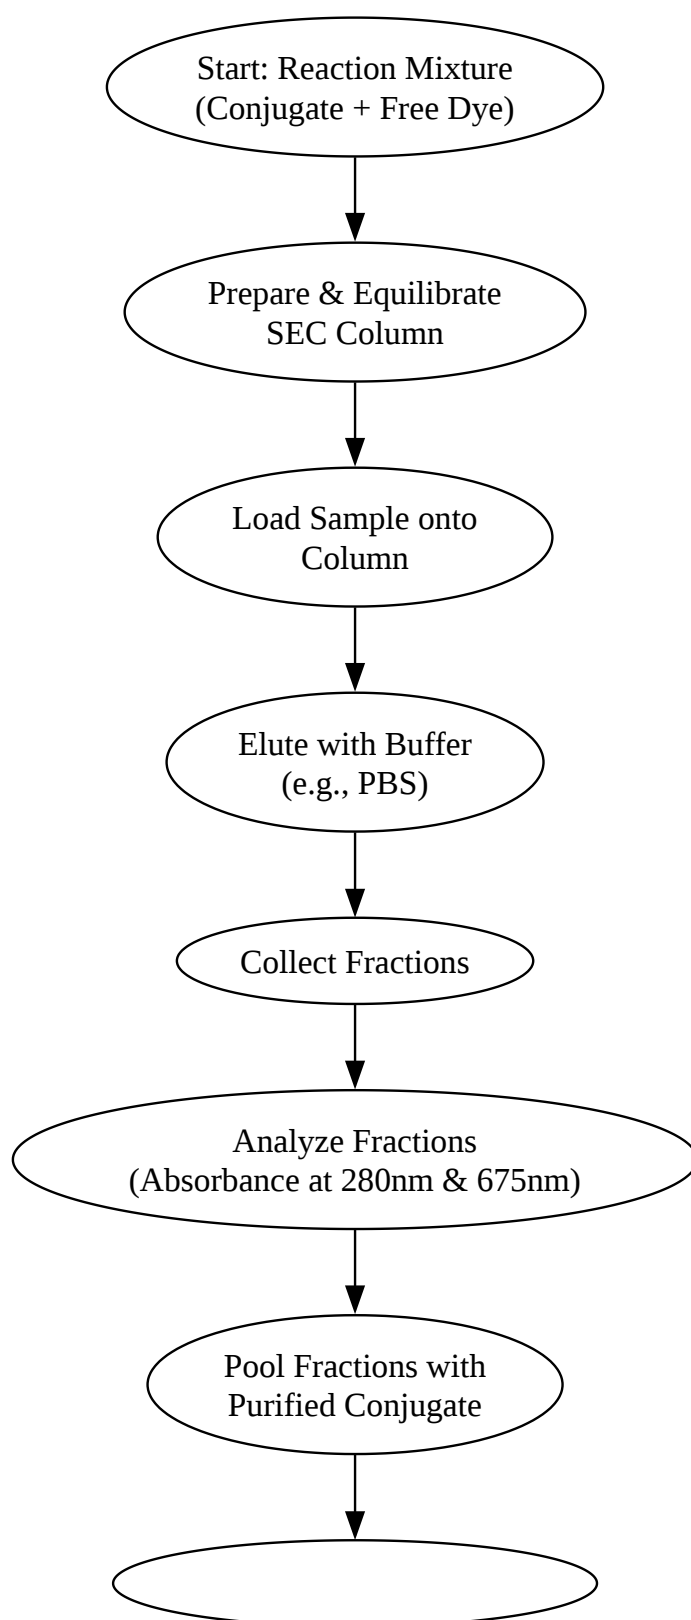 Start: Reaction Mixture
(Conjugate + Free Dye)
Prepare & Equilibrate
SEC Column
Load Sample onto
Column
Elute with Buffer
(e.g., PBS)
Collect Fractions
Analyze Fractions
(Absorbance at 280nm & 675nm)
Pool Fractions with
Purified Conjugate